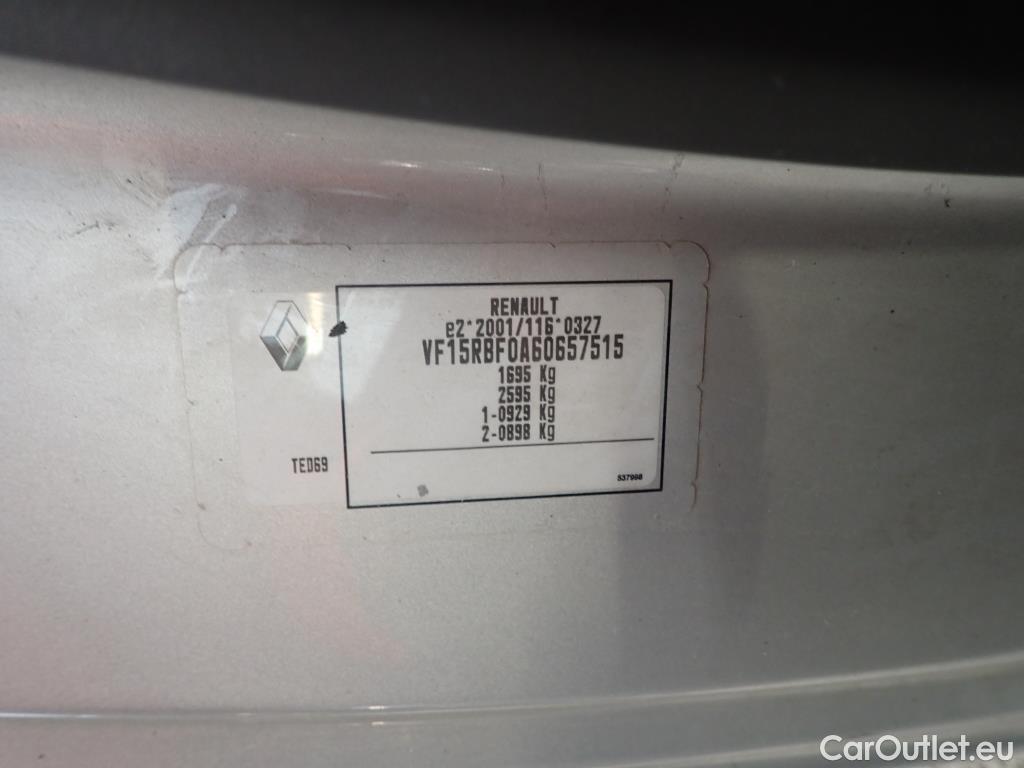 RENAULT
e2*2001/116*0327
VF15RBF0A60657515
1695 Kg
2595 Kg
1-0929 Kg
2-0898 Kg
TED69
537998
CarOutlet.eu